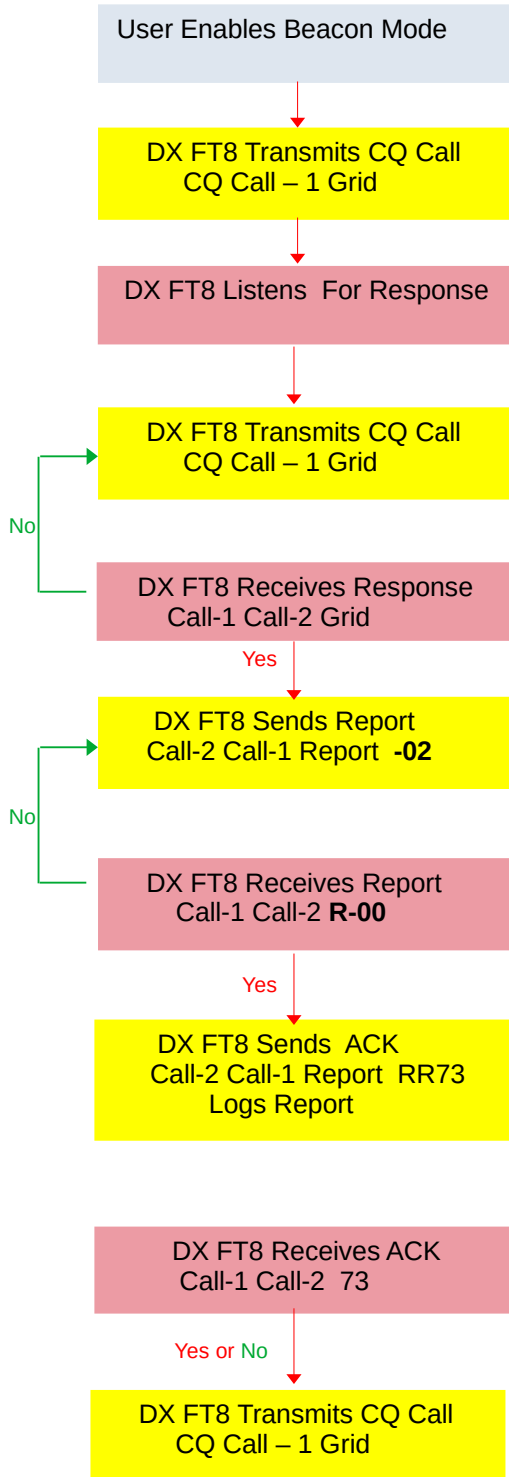 User Enables Beacon Mode
DX FT8 Transmits CQ Call
CQ Call – 1 Grid
DX FT8 Listens For Response
DX FT8 Transmits CQ Call
CQ Call – 1 Grid
No
DX FT8 Receives Response
Call-1 Call-2 Grid
Yes
DX FT8 Sends Report
Call-2 Call-1 Report -02
No
DX FT8 Receives Report
Call-1 Call-2 R-00
Yes
DX FT8 Sends ACK
Call-2 Call-1 Report RR73
Logs Report
DX FT8 Receives ACK
Call-1 Call-2 73
Yes or No
DX FT8 Transmits CQ Call
CQ Call – 1 Grid